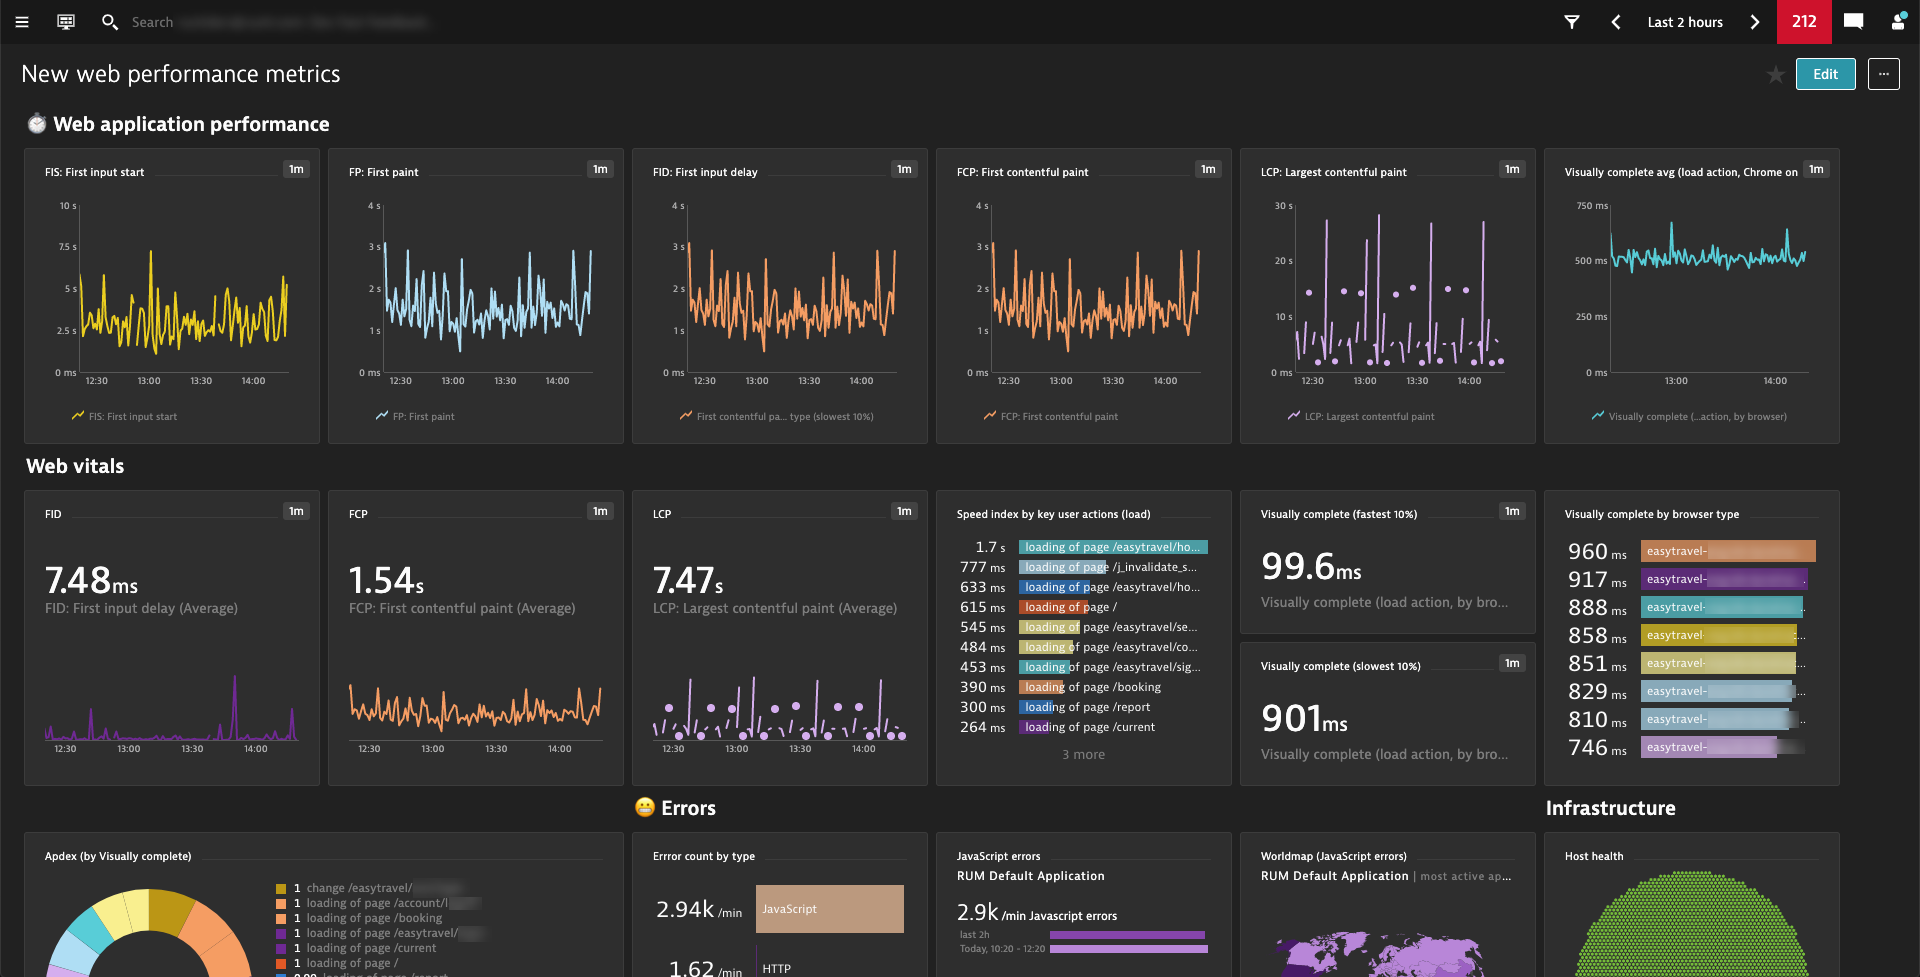 Search
Last 2 hours
212
New web performance metrics
Edit
...
Web application performance
FIS: First input start
1m
10 s
7.5 s
5 s
2.5 s
0 ms
12:30 13:00 13:30 14:00
FIS: First input start
FP: First paint
1m
4 s
3 s
2 s
1 s
0 ms
12:30 13:00 13:30 14:00
FP: First paint
FID: First input delay
1m
4 s
3 s
2 s
1 s
0 ms
12:30 13:00 13:30 14:00
First contentful pa... type (slowest 10%)
FCP: First contentful paint
1m
4 s
3 s
2 s
1 s
0 ms
12:30 13:00 13:30 14:00
FCP: First contentful paint
LCP: Largest contentful paint
1m
30 s
20 s
10 s
0 ms
12:30 13:00 13:30 14:00
LCP: Largest contentful paint
Visually complete avg (load action, Chrome on
1m
750 ms
500 ms
250 ms
0 ms
13:00 14:00
Visually complete (...action, by browser)
Web vitals
FID
1m
7.48ms
FID: First input delay (Average)
12:30 13:00 13:30 14:00
FCP
1m
1.54s
FCP: First contentful paint (Average)
12:30 13:00 13:30 14:00
LCP
1m
7.47s
LCP: Largest contentful paint (Average)
12:30 13:00 13:30 14:00
Speed index by key user actions (load)
1.7 s loading of page /easytravel/ho...
777 ms loading of page /j_invalidate_s...
633 ms loading of page /easytravel/ho...
615 ms loading of page /
545 ms loading of page /easytravel/se...
484 ms loading of page /easytravel/co...
453 ms loading of page /easytravel/sig...
390 ms loading of page /booking
300 ms loading of page /report
264 ms loading of page /current
3 more
Visually complete (fastest 10%)
1m
99.6ms
Visually complete (load action, by bro...
Visually complete (slowest 10%)
1m
901ms
Visually complete (load action, by bro...
Visually complete by browser type
960 ms easytravel-
917 ms easytravel-
888 ms easytravel-
858 ms easytravel-
851 ms easytravel-
829 ms easytravel-
810 ms easytravel-
746 ms easytravel-
Errors
Infrastructure
Apdex (by Visually complete)
1 change /easytravel/
1 loading of page /account/l
1 loading of page /booking
1 loading of page /easytravel/
1 loading of page /current
1 loading of page /
loading of page /report
Errror count by type
2.94k /min JavaScript
1.62 /min HTTP
JavaScript errors
RUM Default Application
2.9k /min Javascript errors
last 2h
Today, 10:20 - 12:20
Worldmap (JavaScript errors)
RUM Default Application | most active ap...
Host health